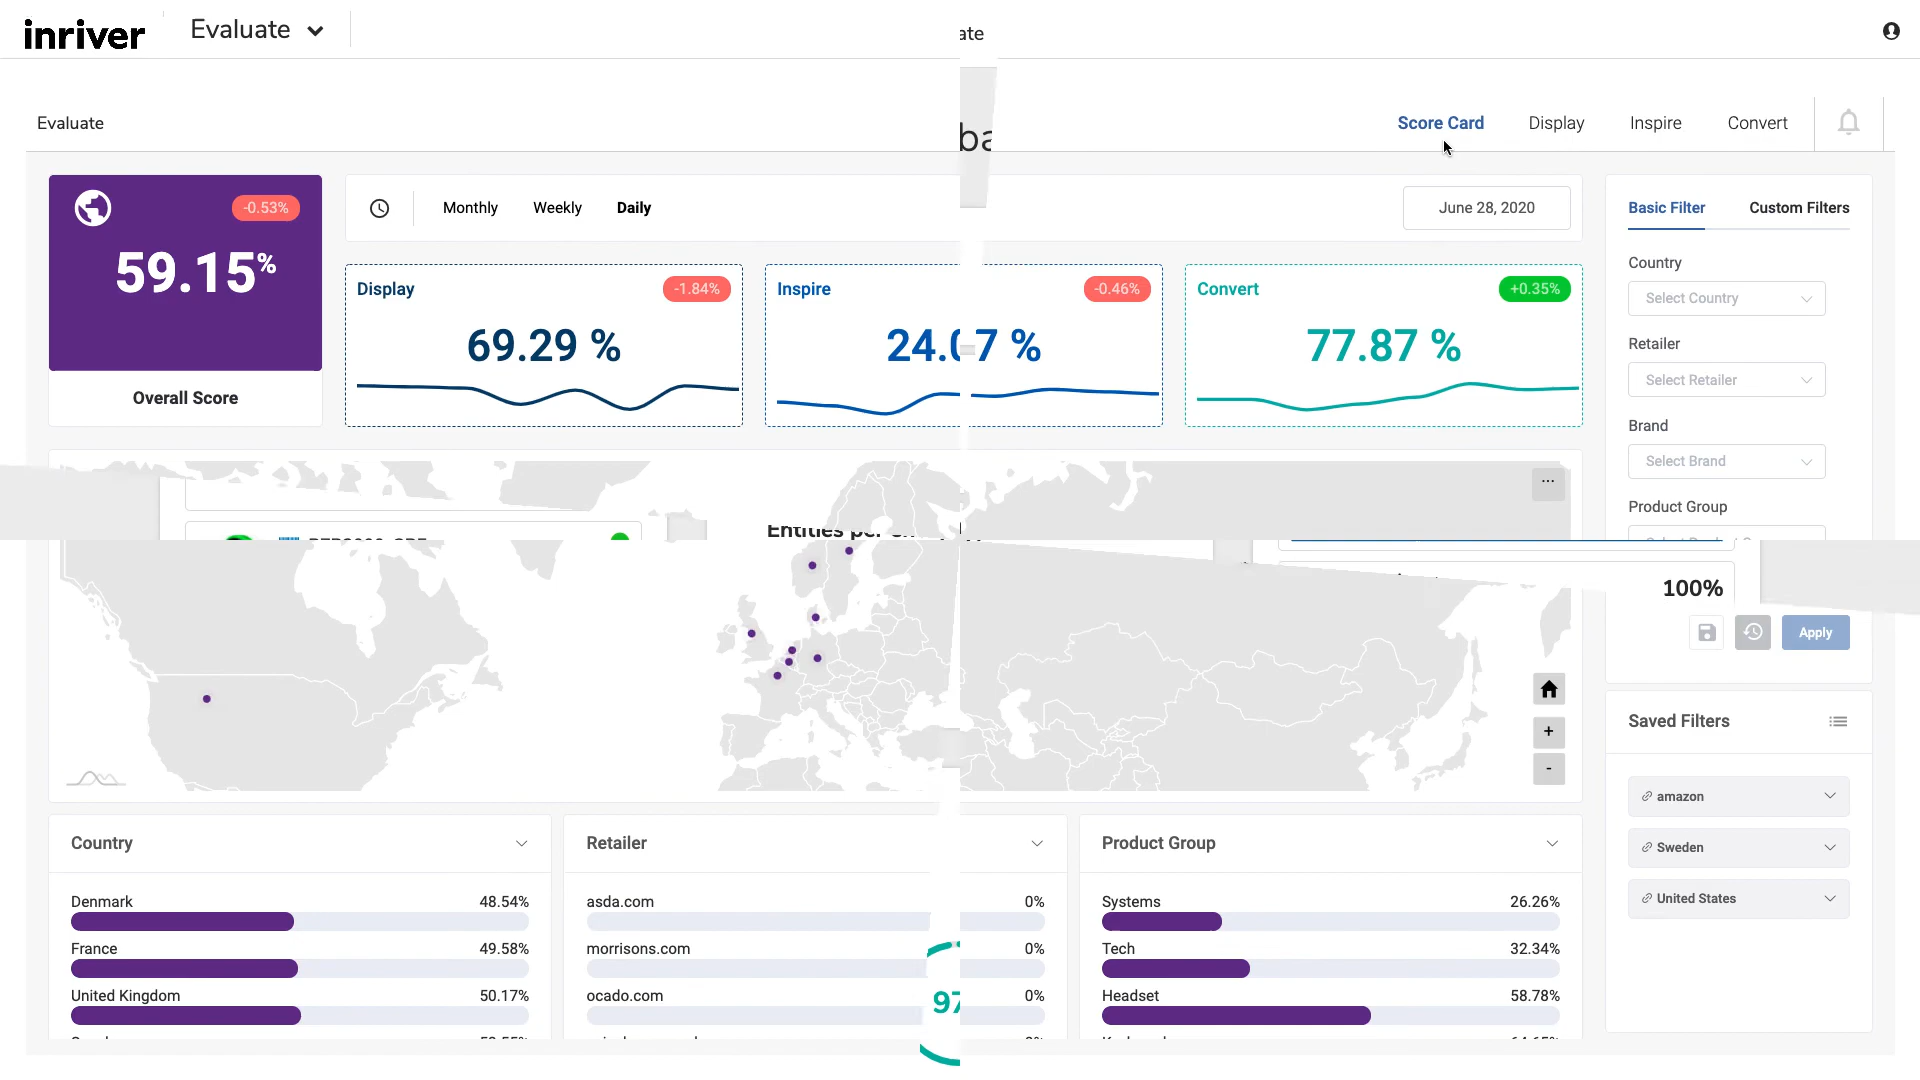 inriver
Evaluate
Evaluate
Score Card
Display
Inspire
Convert
-0.53%
59.15%
Overall Score
Monthly
Weekly
Daily
June 28, 2020
Display
-1.84%
69.29 %
Inspire
-0.46%
7 %
Convert
+0.35%
77.87 %
Basic Filter
Custom Filters
Country
Select Country
Retailer
Select Retailer
Brand
Select Brand
Product Group
...
100%
Apply
+
-
Saved Filters
amazon
Sweden
United States
Country
Denmark
48.54%
France
49.58%
United Kingdom
50.17%
Retailer
asda.com
0%
morrisons.com
0%
ocado.com
0%
97
Product Group
Systems
26.26%
Tech
32.34%
Headset
58.78%